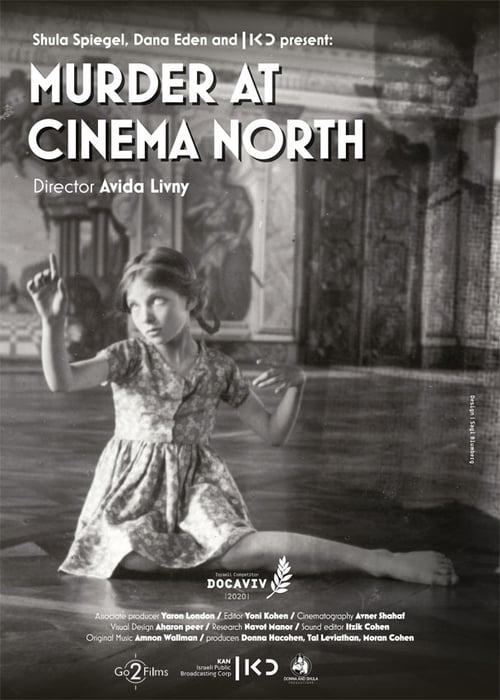 Shula Spiegel, Dana Eden and | KAN present:
MURDER AT
CINEMA NORTH
Director Avida Livny
Design | Sagi Blumberg
Israeli Competition
DOCAVIV
|2020|
Associate producer Yaron London / Editor Yoni Kohen / Cinematography Avner Shahaf
Visual Design Aharon peer / Research Navot Manor / Sound editor Itzik Cohen
Original Music Amnon Wallman / producers Donna Hacohen, Tal Leviathan, Moran Cohen
Go2Films
KAN
Israeli Public
Broadcasting Corp
DONNA AND SHULA
PRODUCTIONS